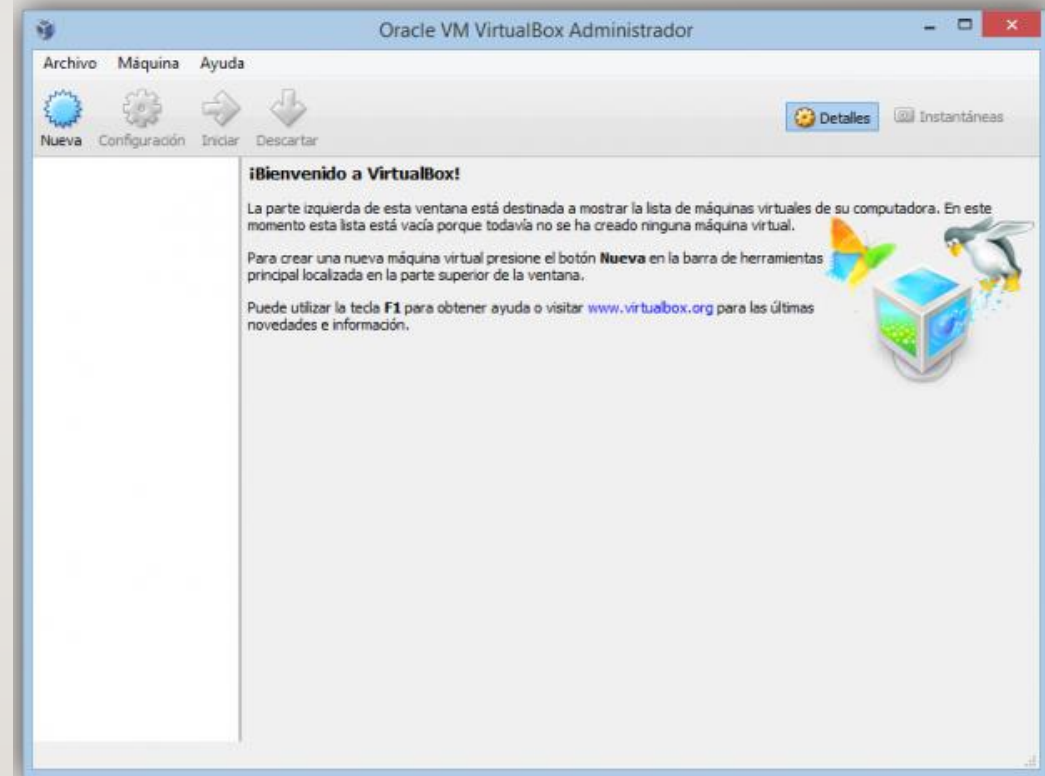 Oracle VM VirtualBox Administrador
Archivo Máquina Ayuda
Nueva Configuración Iniciar Descartar
Detalles Instantáneas
¡Bienvenido a VirtualBox!
La parte izquierda de esta ventana está destinada a mostrar la lista de máquinas virtuales de su computadora. En este
momento esta lista está vacía porque todavía no se ha creado ninguna máquina virtual.
Para crear una nueva máquina virtual presione el botón Nueva en la barra de herramientas
principal localizada en la parte superior de la ventana.
Puede utilizar la tecla F1 para obtener ayuda o visitar www.virtualbox.org para las últimas
novedades e información.